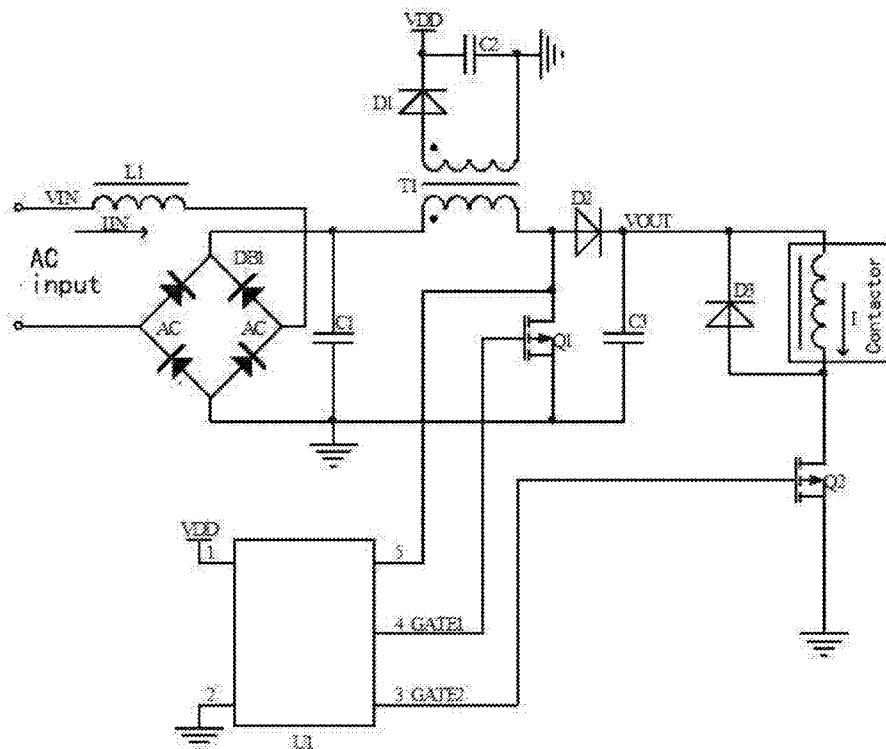 VDD
C2
D1
L1
VIN
T1
D2
VOUT
IIN
AC
input
DB1
AC
AC
C1
Q1
C3
D3
I
Contactor
Q2
VDD
1
5
4
GATE1
2
3
GATE2
U1